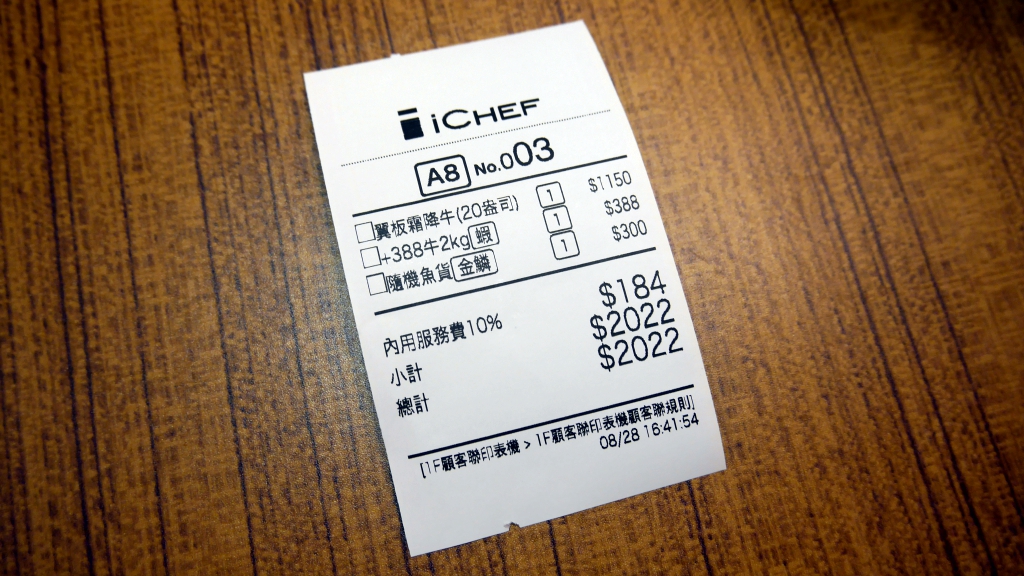 iCHEF
A8 No.003
翼板霜降牛(20盎司) 1 $1150
+388牛2kg 蝦 1 $388
隨機魚貨 金鱗 1 $300
內用服務費10% $184
小計 $2022
總計 $2022
[1F顧客聯印表機 > 1F顧客聯印表機顧客聯規則]
08/28 16:41:54